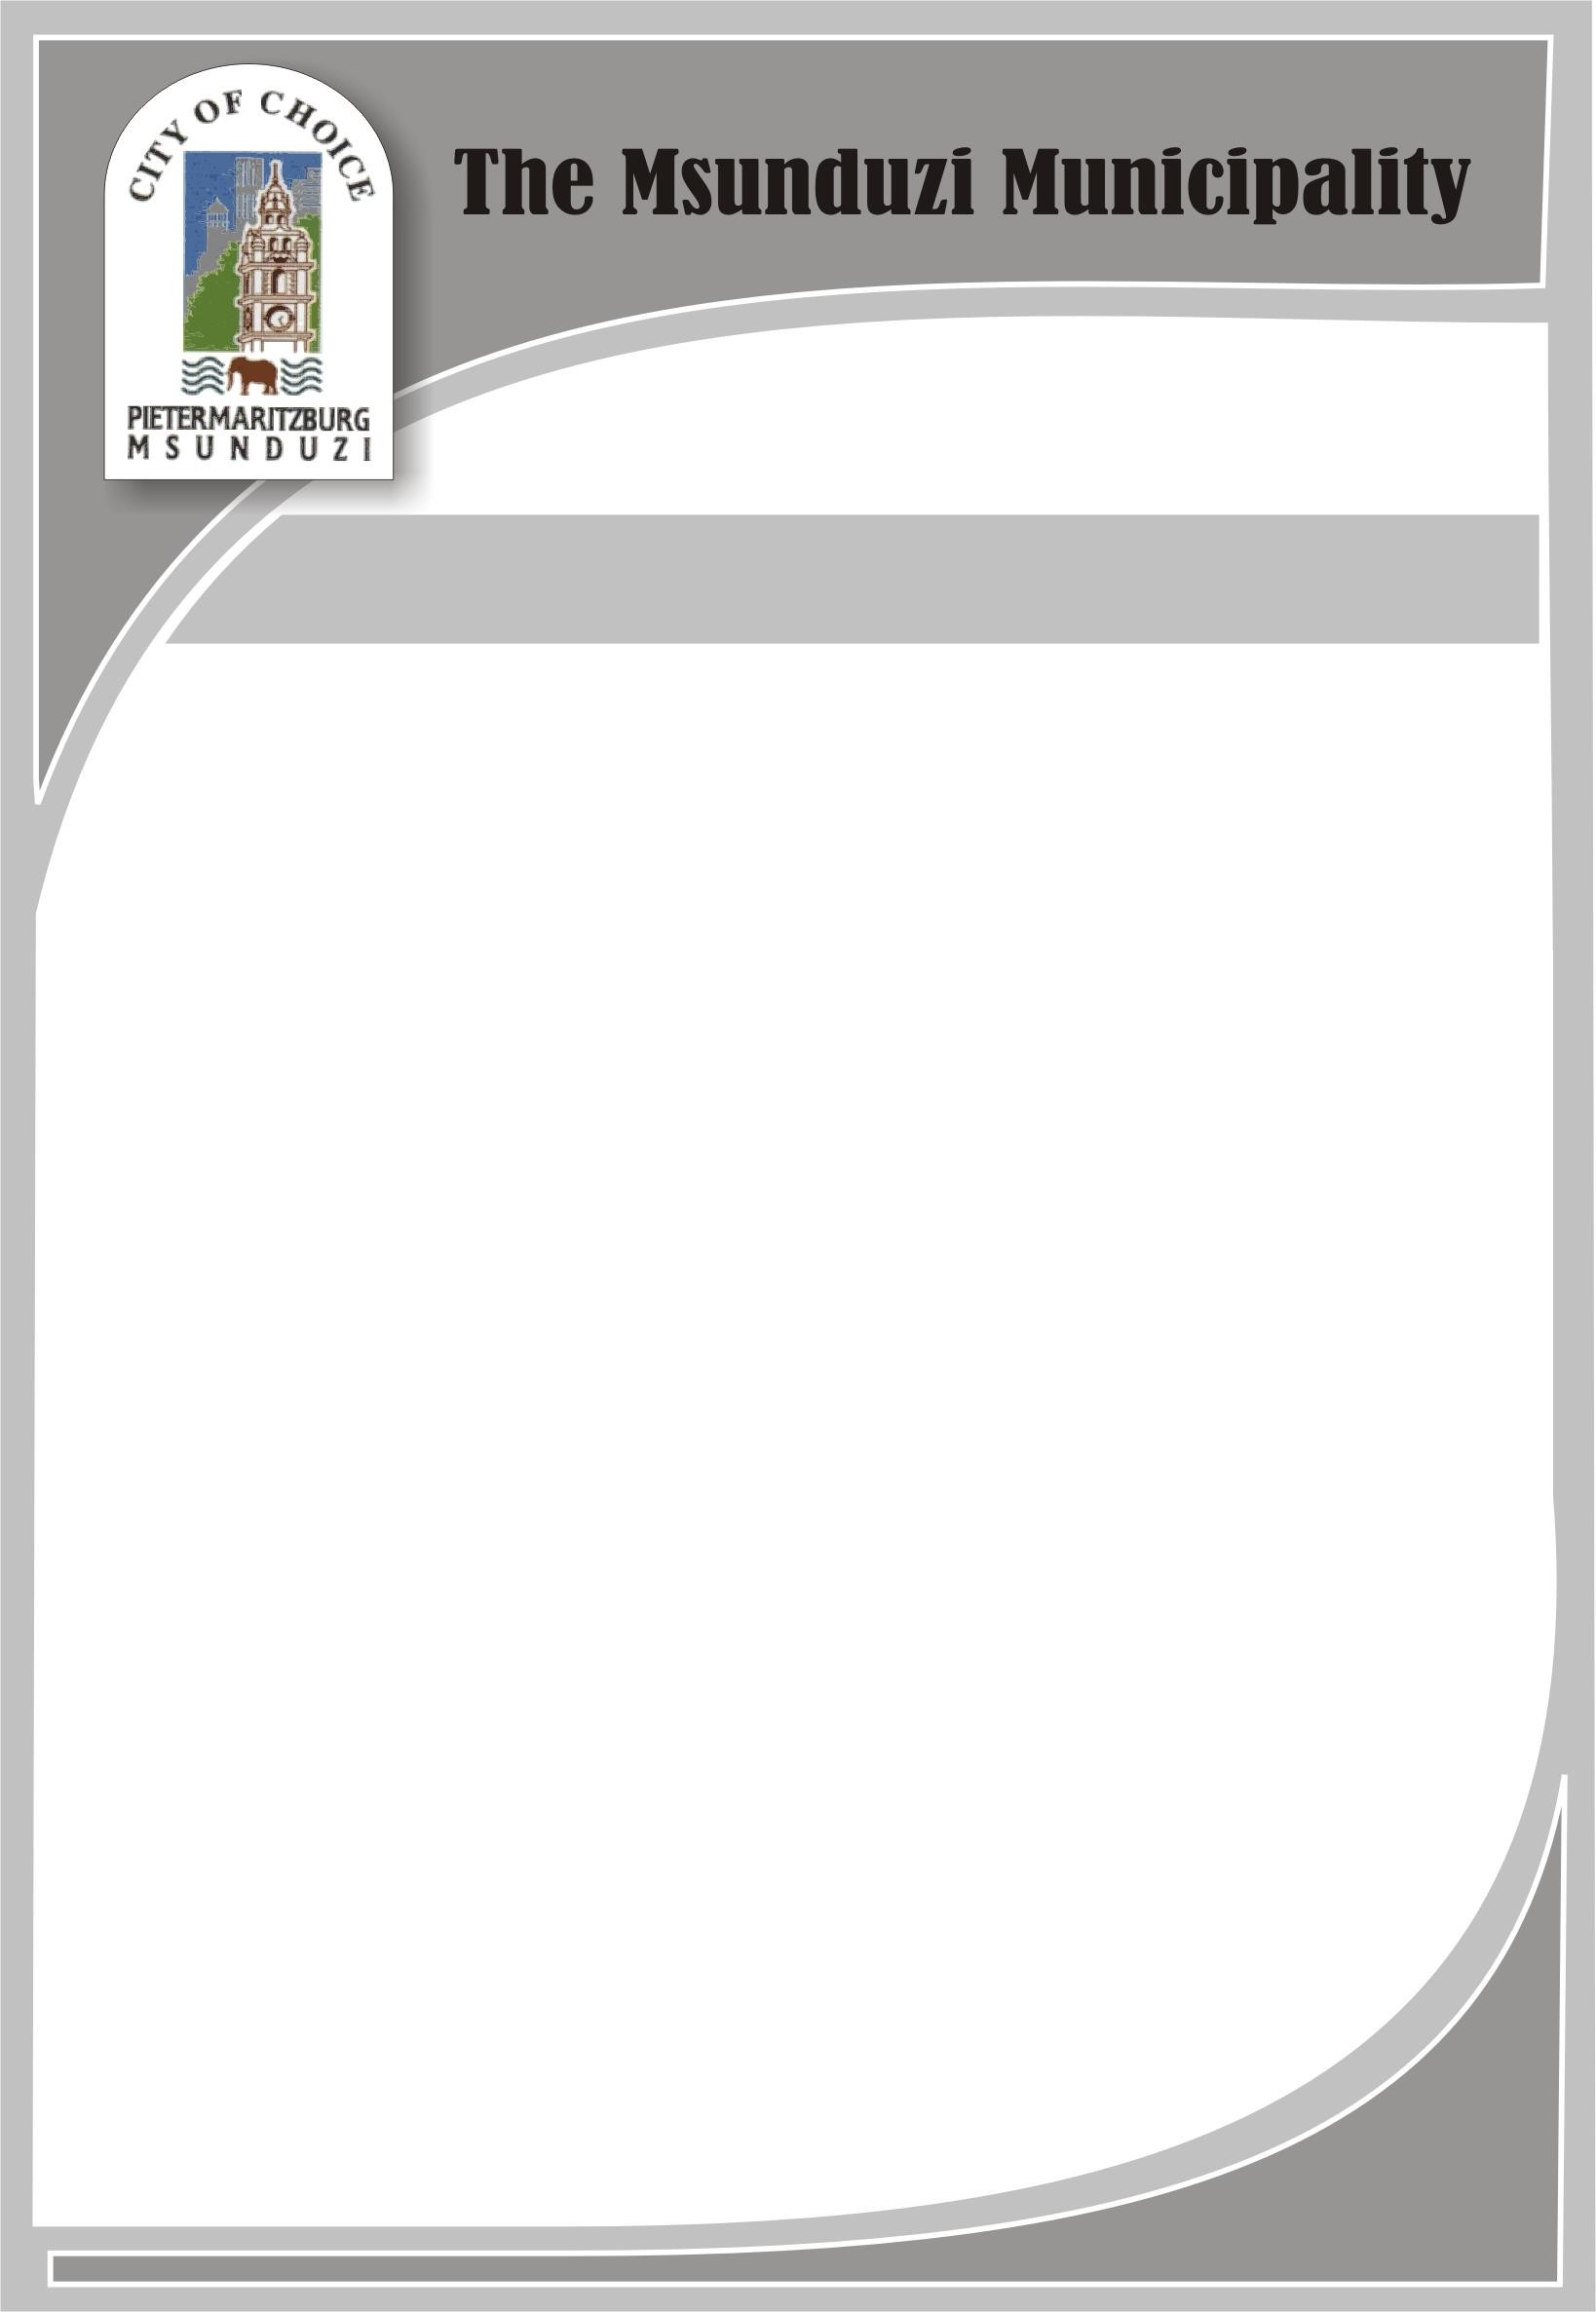 CITY OF CHOICE
The Msunduzi Municipality
PIETERMARITZBURG
MSUNDUZI